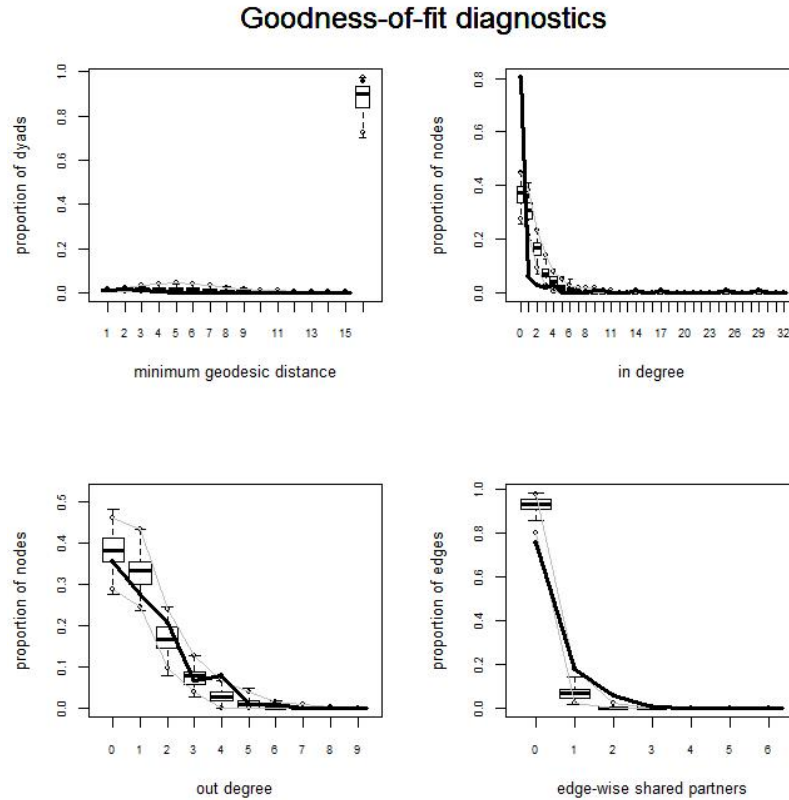 Goodness-of-fit diagnostics
proportion of dyads
0.0 0.2 0.4 0.6 0.8 1.0
1 2 3 4 5 6 7 8 9 11 13 15
minimum geodesic distance
proportion of nodes
0.0 0.2 0.4 0.6 0.8
0 2 4 6 8 11 14 17 20 23 26 29 32
in degree
proportion of nodes
0.0 0.1 0.2 0.3 0.4 0.5
0 1 2 3 4 5 6 7 8 9
out degree
proportion of edges
0.0 0.2 0.4 0.6 0.8 1.0
0 1 2 3 4 5 6
edge-wise shared partners